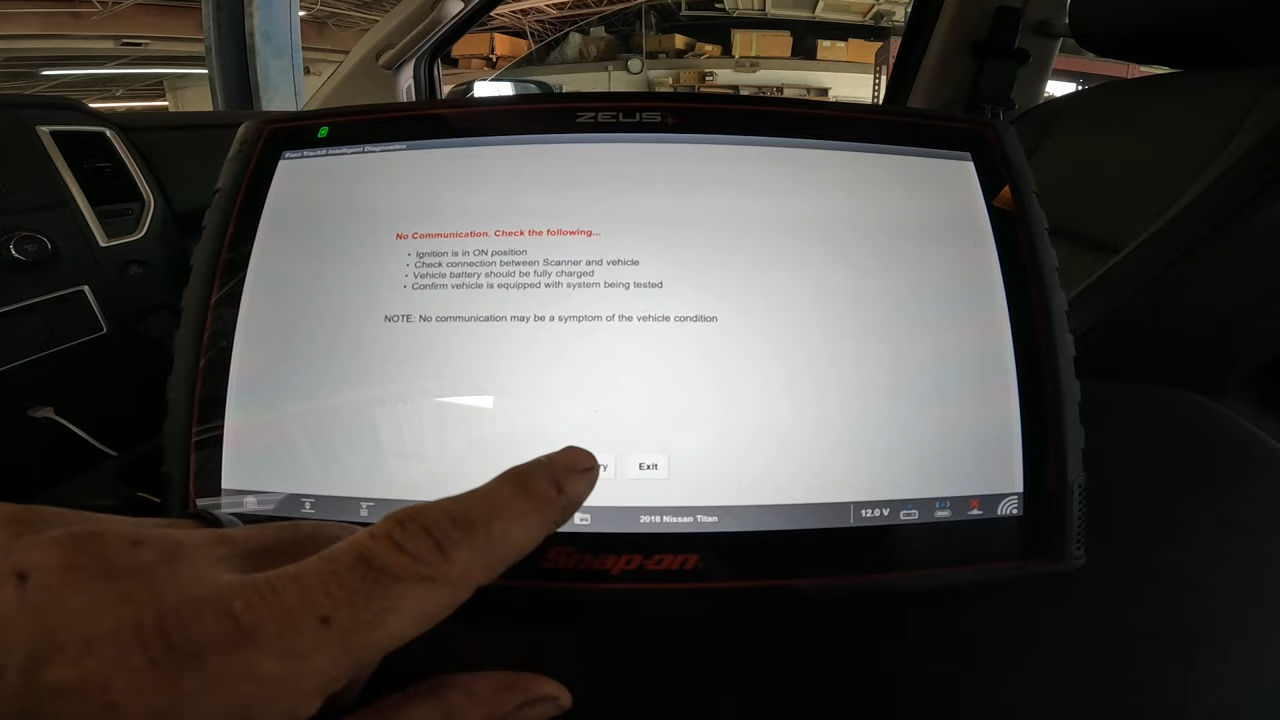 ZEUS+
Fast-Track® Intelligent Diagnostics
No Communication. Check the following...
• Ignition is in ON position
• Check connection between Scanner and vehicle
• Vehicle battery should be fully charged
• Confirm vehicle is equipped with system being tested
NOTE: No communication may be a symptom of the vehicle condition
ry
Exit
2018 Nissan Titan
12.0 V
Snap-on